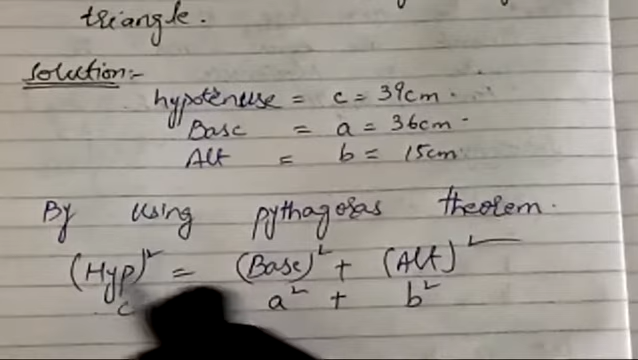 triangle.
Solution:-
hypotenuse = c = 39cm.
Base = a = 36cm.
Alt = b = 15cm.
By using pythagoras theorem.
(Hyp)² = (Base)² + (Alt)²
c a² + b²